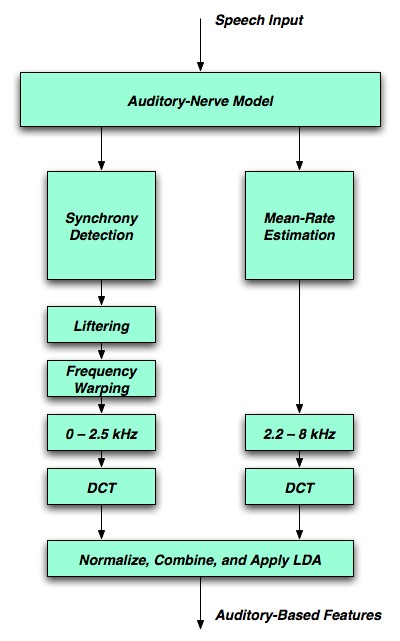 Speech Input
Auditory-Nerve Model
Synchrony
Detection
Mean-Rate
Estimation
Liftering
Frequency
Warping
0 – 2.5 kHz
2.2 – 8 kHz
DCT
DCT
Normalize, Combine, and Apply LDA
Auditory-Based Features